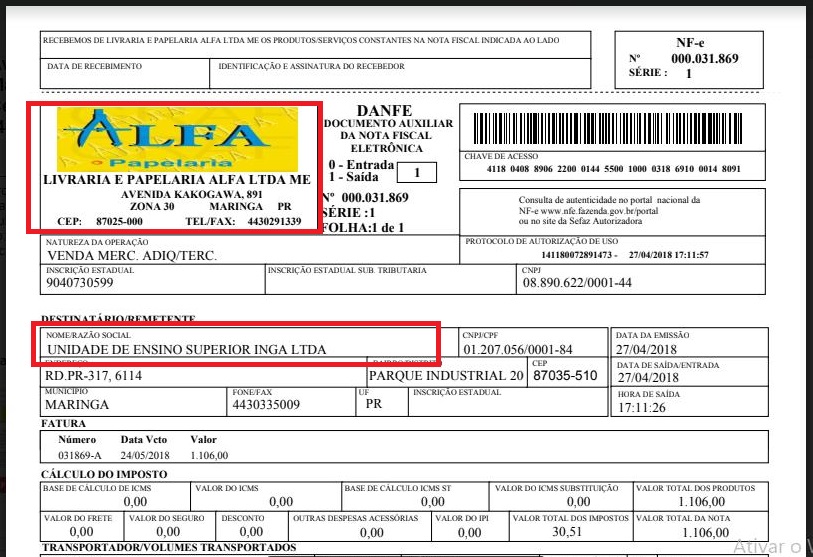 RECEBEMOS DE LIVRARIA E PAPELARIA ALFA LTDA ME OS PRODUTOS/SERVIÇOS CONSTANTES NA NOTA FISCAL INDICADA AO LADO
DATA DE RECEBIMENTO IDENTIFICAÇÃO E ASSINATURA DO RECEBEDOR
NF-e
Nº 000.031.869
SÉRIE : 1
ALFA
Papelaria
LIVRARIA E PAPELARIA ALFA LTDA ME
AVENIDA KAKOGAWA, 891
ZONA 30 MARINGA PR
CEP: 87025-000 TEL/FAX: 4430291339
DANFE
DOCUMENTO AUXILIAR
DA NOTA FISCAL
ELETRÔNICA
0 - Entrada
1 - Saída 1
Nº 000.031.869
SÉRIE :1
FOLHA:1 de 1
CHAVE DE ACESSO
4118 0408 8906 2200 0144 5500 1000 0318 6910 0014 8091
Consulta de autenticidade no portal nacional da
NF-e www.nfe.fazenda.gov.br/portal
ou no site da Sefaz Autorizadora
NATUREZA DA OPERAÇÃO PROTOCOLO DE AUTORIZAÇÃO DE USO
VENDA MERC. ADIQ/TERC. 141180072891473 - 27/04/2018 17:11:57
INSCRIÇÃO ESTADUAL INSCRIÇÃO ESTADUAL SUB. TRIBUTARIA CNPJ
9040730599 08.890.622/0001-44
DESTINATÁRIO/REMETENTE
NOME/RAZÃO SOCIAL CNPJ/CPF DATA DA EMISSÃO
UNIDADE DE ENSINO SUPERIOR INGA LTDA 01.207.056/0001-84 27/04/2018
ENDEREÇO BAIRRO/DISTRITO CEP DATA DE SAÍDA/ENTRADA
RD.PR-317, 6114 PARQUE INDUSTRIAL 20 87035-510 27/04/2018
MUNICÍPIO FONE/FAX UF INSCRIÇÃO ESTADUAL HORA DE SAÍDA
MARINGA 4430335009 PR 17:11:26
FATURA
Número Data Vcto Valor
031869-A 24/05/2018 1.106,00
CÁLCULO DO IMPOSTO
BASE DE CÁLCULO DE ICMS VALOR DO ICMS BASE DE CÁLCULO DE ICMS ST VALOR DO ICMS SUBSTITUIÇÃO VALOR TOTAL DOS PRODUTOS
0,00 0,00 0,00 0,00 1.106,00
VALOR DO FRETE VALOR DO SEGURO DESCONTO OUTRAS DESPESAS ACESSÓRIAS VALOR DO IPI VALOR TOTAL DOS IMPOSTOS VALOR TOTAL DA NOTA
0,00 0,00 0,00 0,00 0,00 30,51 1.106,00
TRANSPORTADOR/VOLUMES TRANSPORTADOS
Ativar o